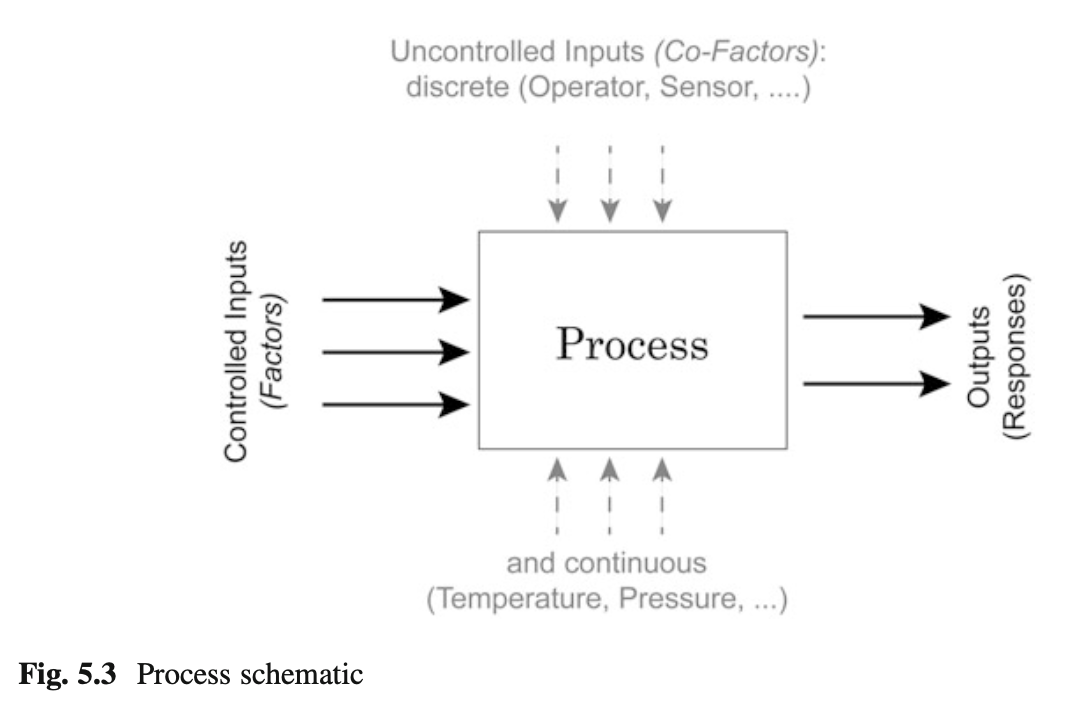 Uncontrolled Inputs (Co-Factors):
discrete (Operator, Sensor, ....)
Controlled Inputs
(Factors)
Process
Outputs
(Responses)
and continuous
(Temperature, Pressure, ...)
Fig. 5.3 Process schematic